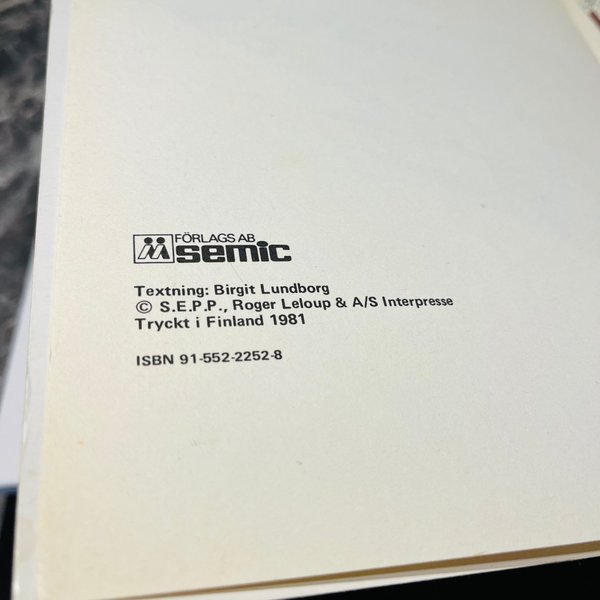 FÖRLAGS AB
semic
Textning: Birgit Lundborg
© S.E.P.P., Roger Leloup & A/S Interpresse
Tryckt i Finland 1981
ISBN 91-552-2252-8